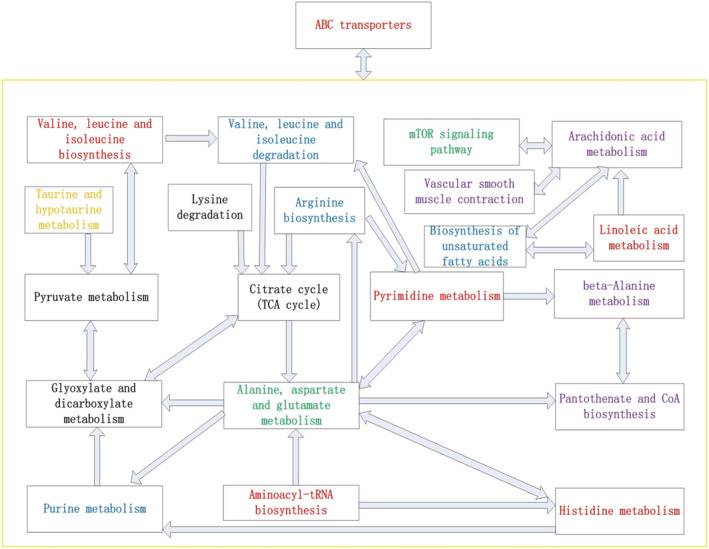 ABC transporters
Valine, leucine and
isoleucine
biosynthesis
Valine, leucine and
isoleucine
degradation
mTOR signaling
pathway
Arachidonic acid
metabolism
Taurine and
hypotaurine
metabolism
Lysine
degradation
Arginine
biosynthesis
Vascular smooth
muscle contraction
Biosynthesis of
unsaturated
fatty acids
Linoleic acid
metabolism
Pyruvate metabolism
Citrate cycle
(TCA cycle)
Pyrimidine metabolism
beta-Alanine
metabolism
Glyoxylate and
dicarboxylate
metabolism
Alanine, aspartate
and glutamate
metabolism
Pantothenate and CoA
biosynthesis
Purine metabolism
Aminoacyl-tRNA
biosynthesis
Histidine metabolism